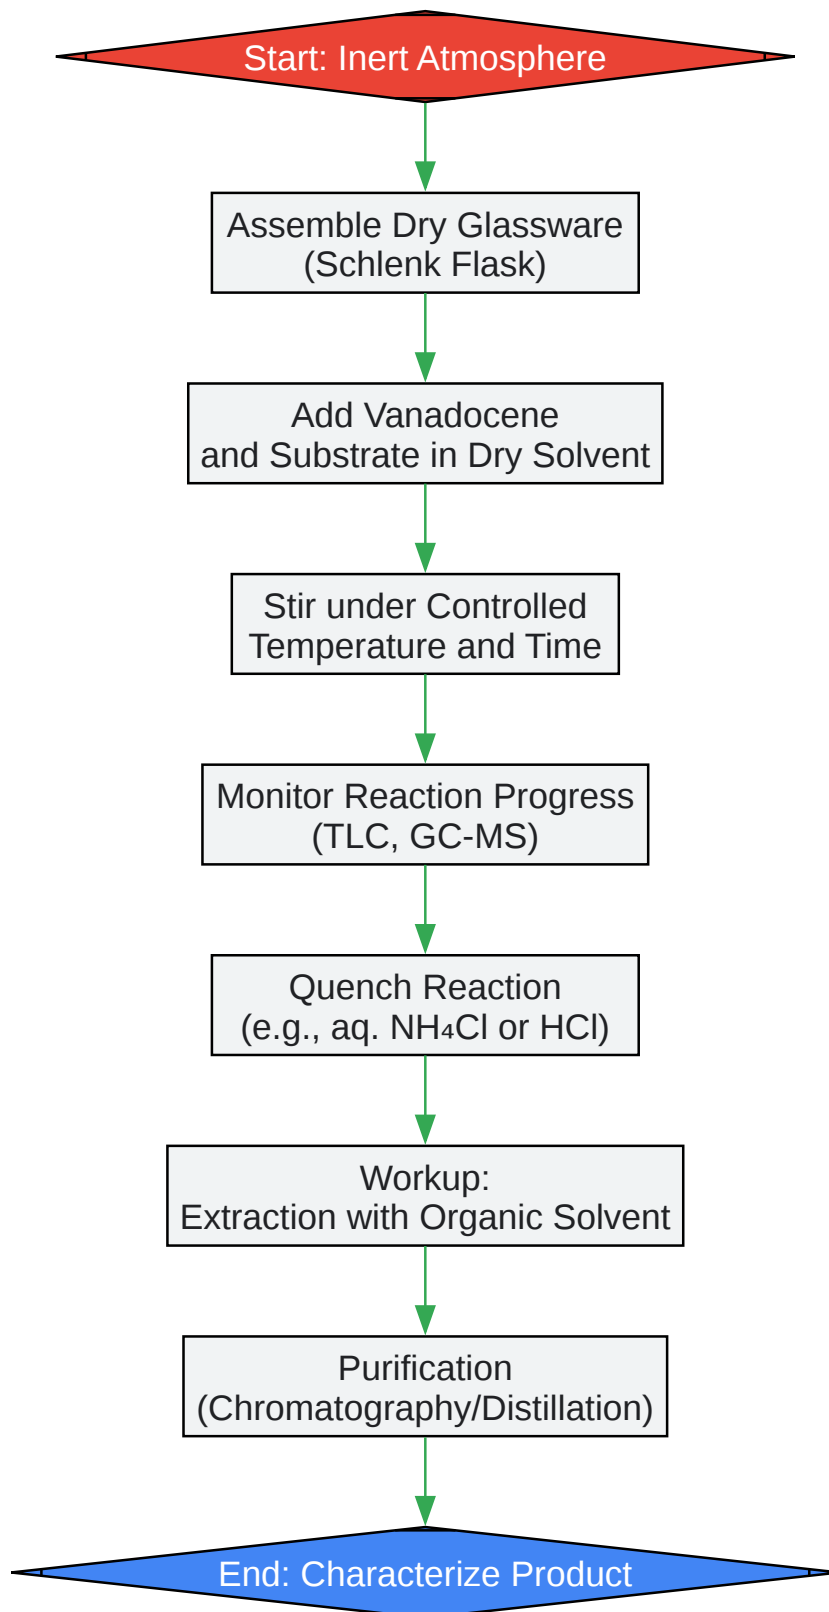 Start: Inert Atmosphere
Assemble Dry Glassware
(Schlenk Flask)
Add Vanadocene
and Substrate in Dry Solvent
Stir under Controlled
Temperature and Time
Monitor Reaction Progress
(TLC, GC-MS)
Quench Reaction
(e.g., aq. NH₄Cl or HCl)
Workup:
Extraction with Organic Solvent
Purification
(Chromatography/Distillation)
End: Characterize Product